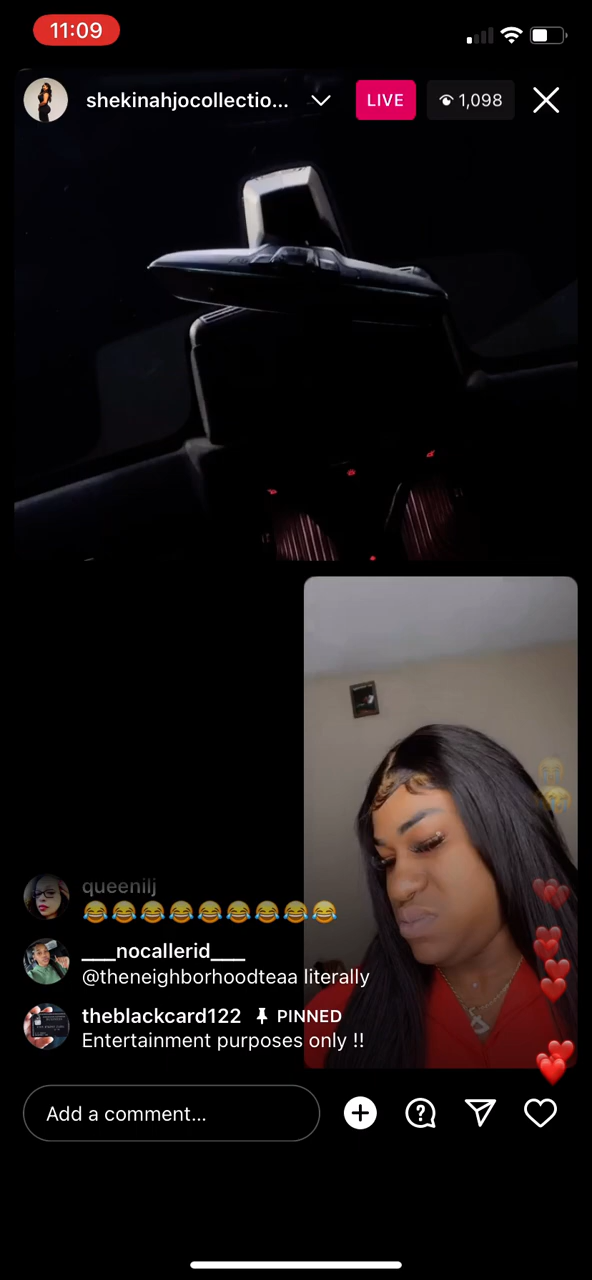 11:09
shekinahjocollectio...
LIVE
1,098
queenilj
😂😂😂😂😂😂😂😂😂
___nocallerid___
@theneighborhoodteaa literally
theblackcard122 PINNED
Entertainment purposes only !!
Add a comment...